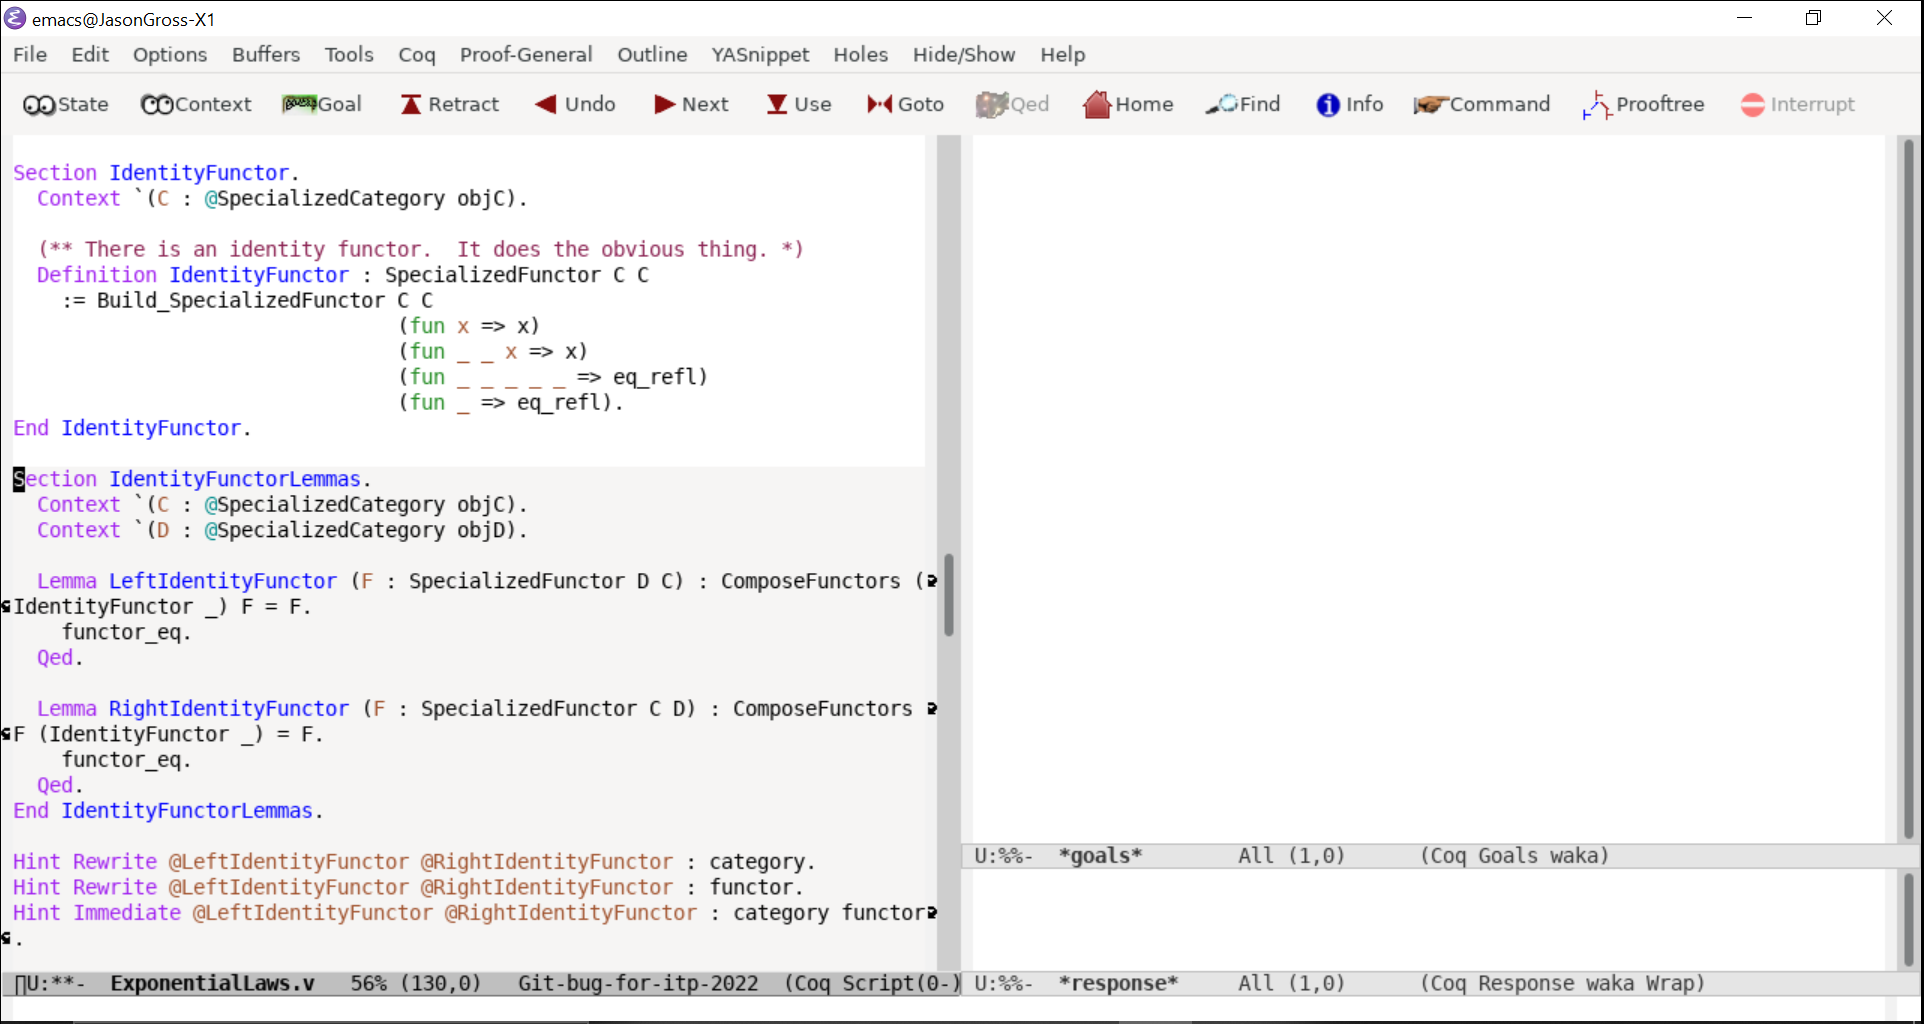 emacs@JasonGross-X1
File Edit Options Buffers Tools Coq Proof-General Outline YASnippet Holes Hide/Show Help
State Context Goal Retract Undo Next Use Goto Qed Home Find Info Command Prooftree Interrupt
Section IdentityFunctor.
  Context `(C : @SpecializedCategory objC).
  (** There is an identity functor.  It does the obvious thing. *)
  Definition IdentityFunctor : SpecializedFunctor C C
    := Build_SpecializedFunctor C C
                                (fun x => x)
                                (fun _ _ x => x)
                                (fun _ _ _ _ _ => eq_refl)
                                (fun _ => eq_refl).
End IdentityFunctor.
Section IdentityFunctorLemmas.
  Context `(C : @SpecializedCategory objC).
  Context `(D : @SpecializedCategory objD).
  Lemma LeftIdentityFunctor (F : SpecializedFunctor D C) : ComposeFunctors (
IdentityFunctor _) F = F.
    functor_eq.
  Qed.
  Lemma RightIdentityFunctor (F : SpecializedFunctor C D) : ComposeFunctors
F (IdentityFunctor _) = F.
    functor_eq.
  Qed.
End IdentityFunctorLemmas.
Hint Rewrite @LeftIdentityFunctor @RightIdentityFunctor : category.
Hint Rewrite @LeftIdentityFunctor @RightIdentityFunctor : functor.
Hint Immediate @LeftIdentityFunctor @RightIdentityFunctor : category functor
.
U:**-  ExponentialLaws.v   56% (130,0)   Git-bug-for-itp-2022  (Coq Script(0-)
U:%%-  *goals*        All (1,0)      (Coq Goals waka)
U:%%-  *response*     All (1,0)      (Coq Response waka Wrap)